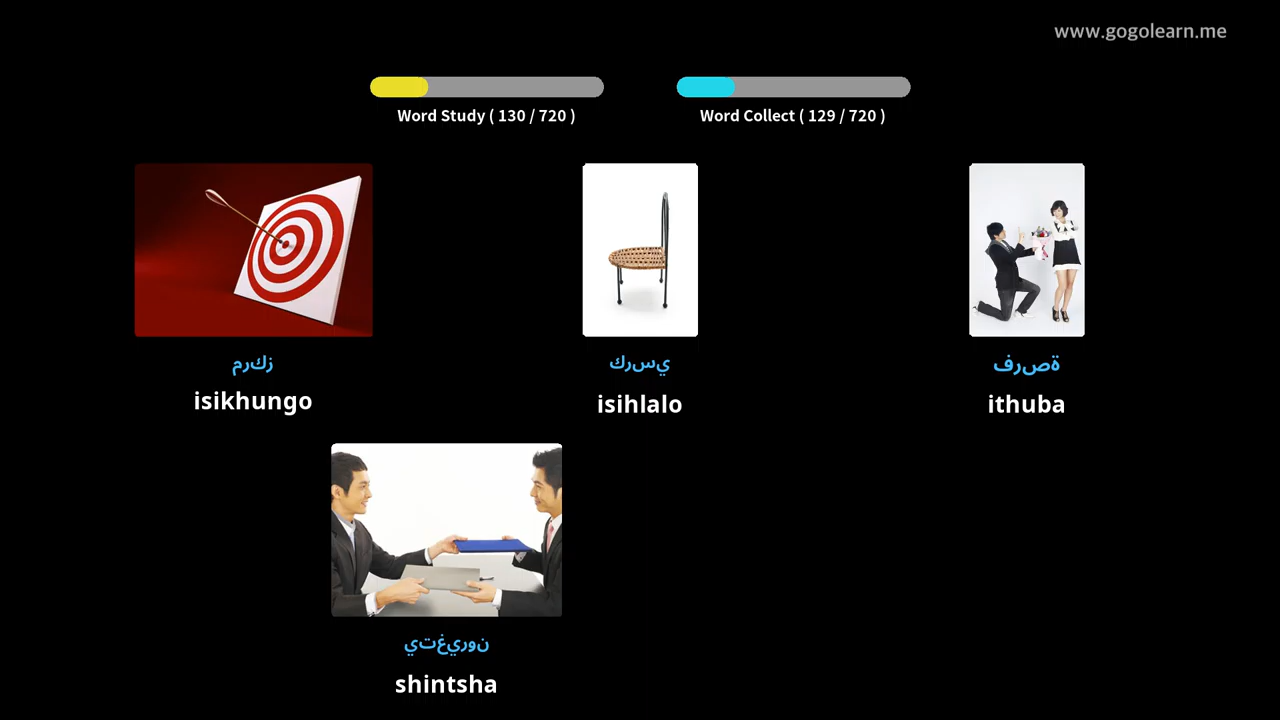 www.gogolearn.me
Word Study ( 130 / 720 )
Word Collect ( 129 / 720 )
مركز
كرسي
فرصة
isikhungo
isihlalo
ithuba
يتغيرون
shintsha